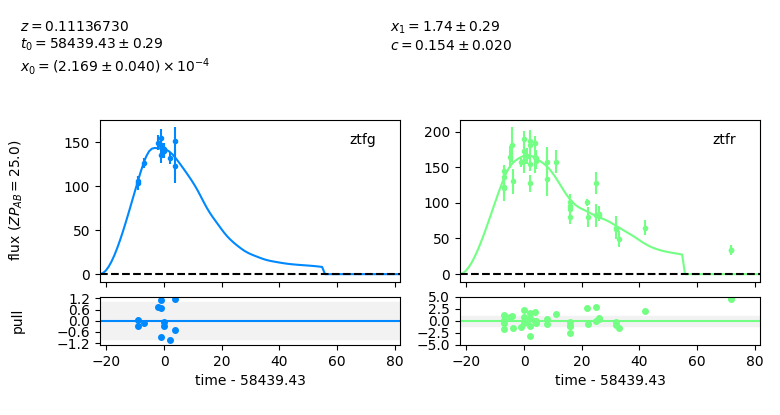 z = 0.11136730
t₀ = 58439.43 ± 0.29
x₀ = (2.169 ± 0.040) × 10⁻⁴
x₁ = 1.74 ± 0.29
c = 0.154 ± 0.020
flux (ZP_AB = 25.0)
150
100
50
0
ztfg
200
150
100
50
0
ztfr
pull
1.2
0.6
0.0
−0.6
−1.2
5.0
2.5
0.0
−2.5
−5.0
−20 0 20 40 60 80
−20 0 20 40 60 80
time - 58439.43
time - 58439.43